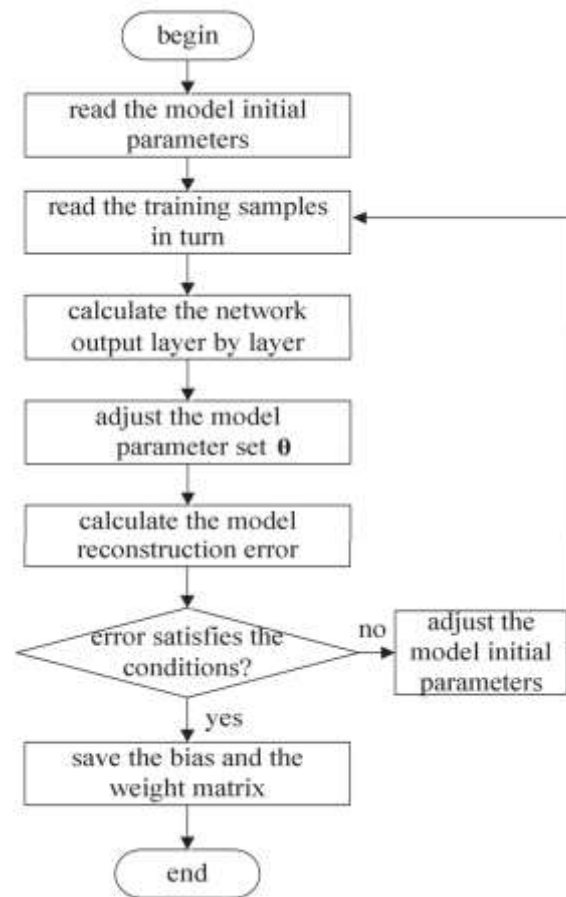 begin
read the model initial
parameters
read the training samples
in turn
calculate the network
output layer by layer
adjust the model
parameter set θ
calculate the model
reconstruction error
error satisfies the
conditions?
no
adjust the
model initial
parameters
yes
save the bias and the
weight matrix
end